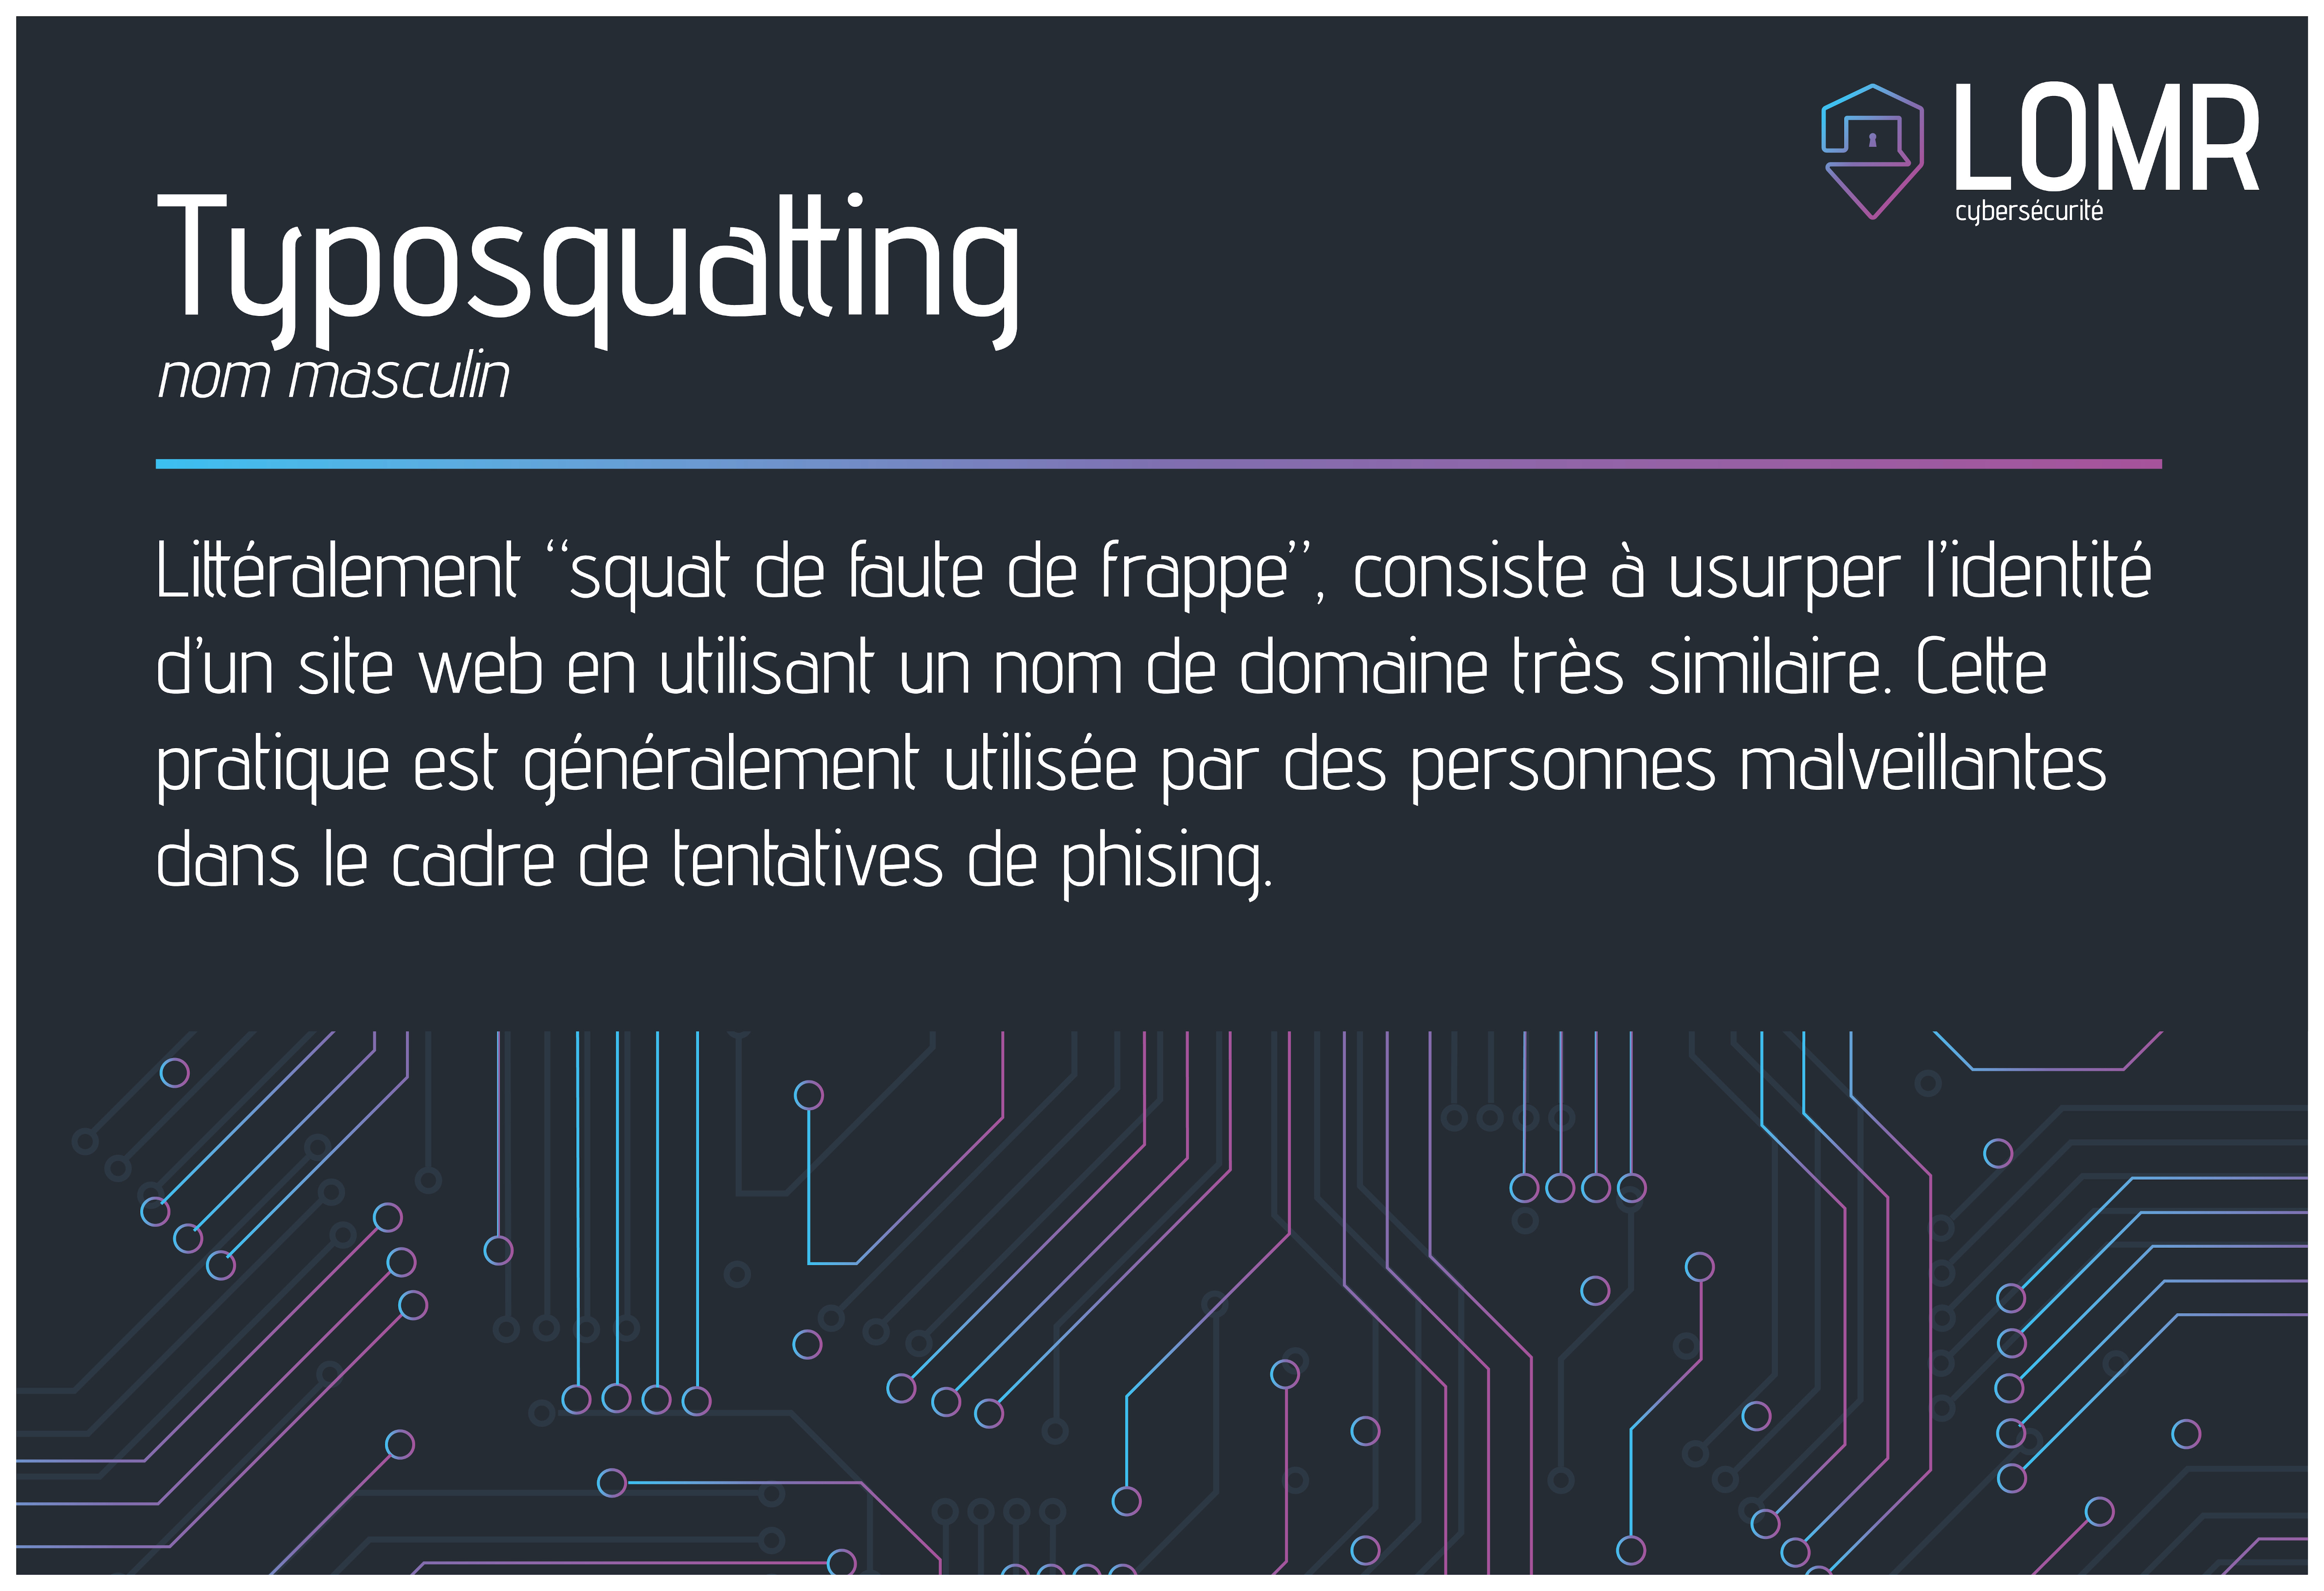 LOMR
cybersécurité
Typosquatting
nom masculin
Littéralement “squat de faute de frappe”, consiste à usurper l’identité
d’un site web en utilisant un nom de domaine très similaire. Cette
pratique est généralement utilisée par des personnes malveillantes
dans le cadre de tentatives de phising.